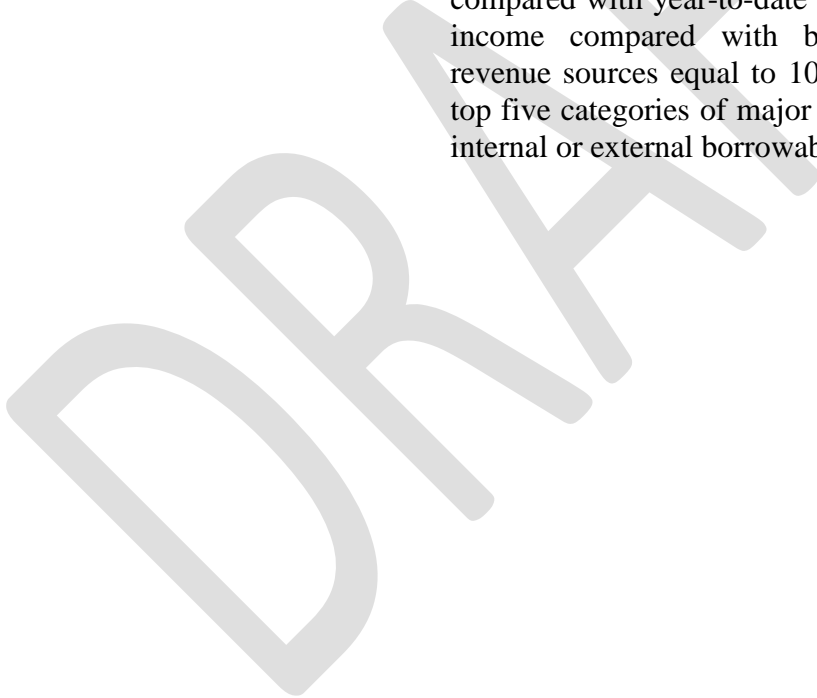 compared with year-to-date
income compared with b
revenue sources equal to 10
top five categories of major
internal or external borrowab
DRAF